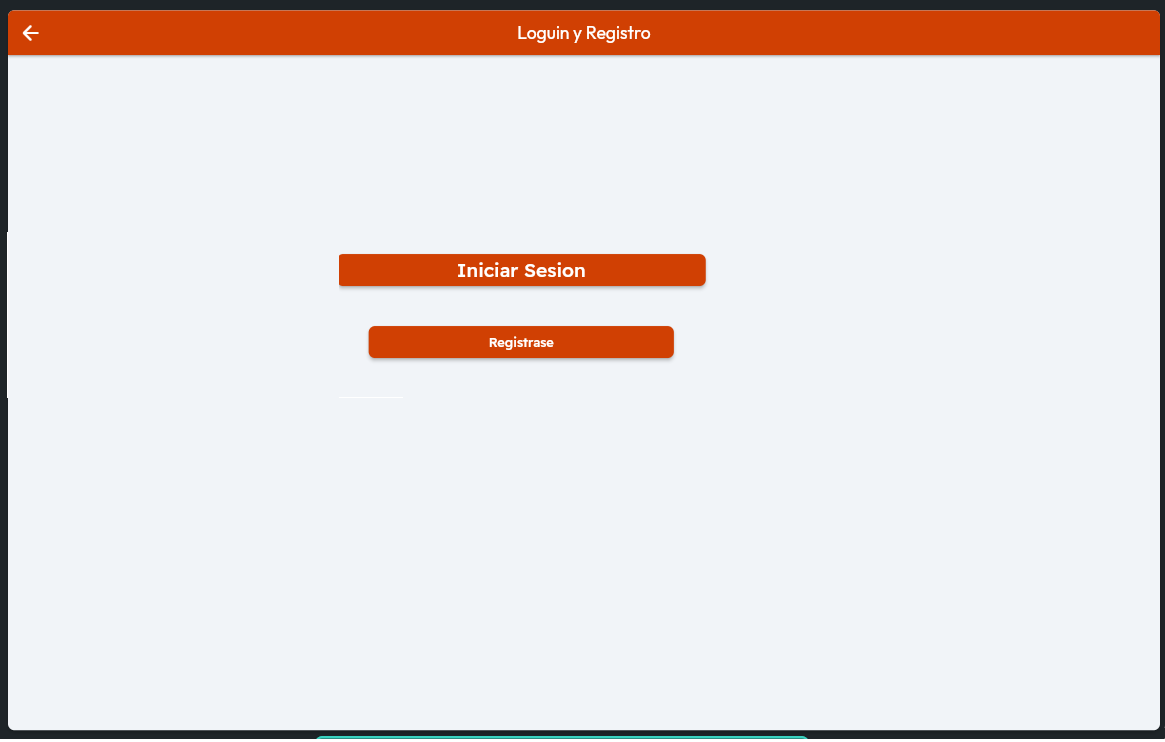 Loguin y Registro
Iniciar Sesion
Registrase